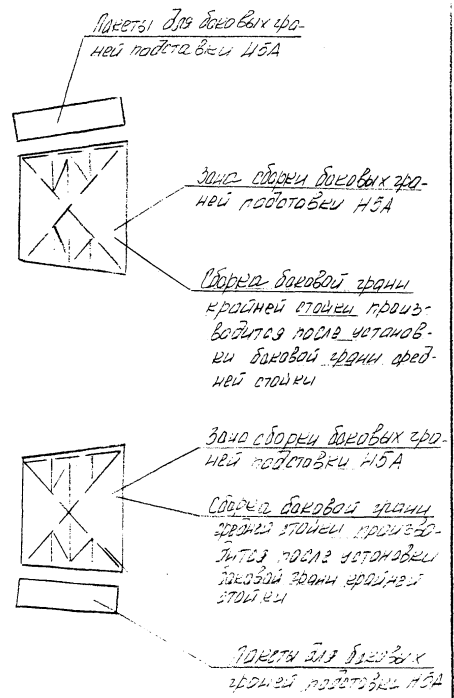 Пакеты для боковых гра-
ней подставки Н5А
Зона сборки боковых гра-
ней подставки Н5А
Сборка боковой грани
крайней стойки произ-
водится после установ-
ки боковой грани сред-
ней стойки
Зона сборки боковых гра-
ней подставки Н5А
Сборка боковой грани
средней стойки произво-
дится после установки
боковой грани крайней
стойки
Пакеты для боковых
граней подставки Н5А